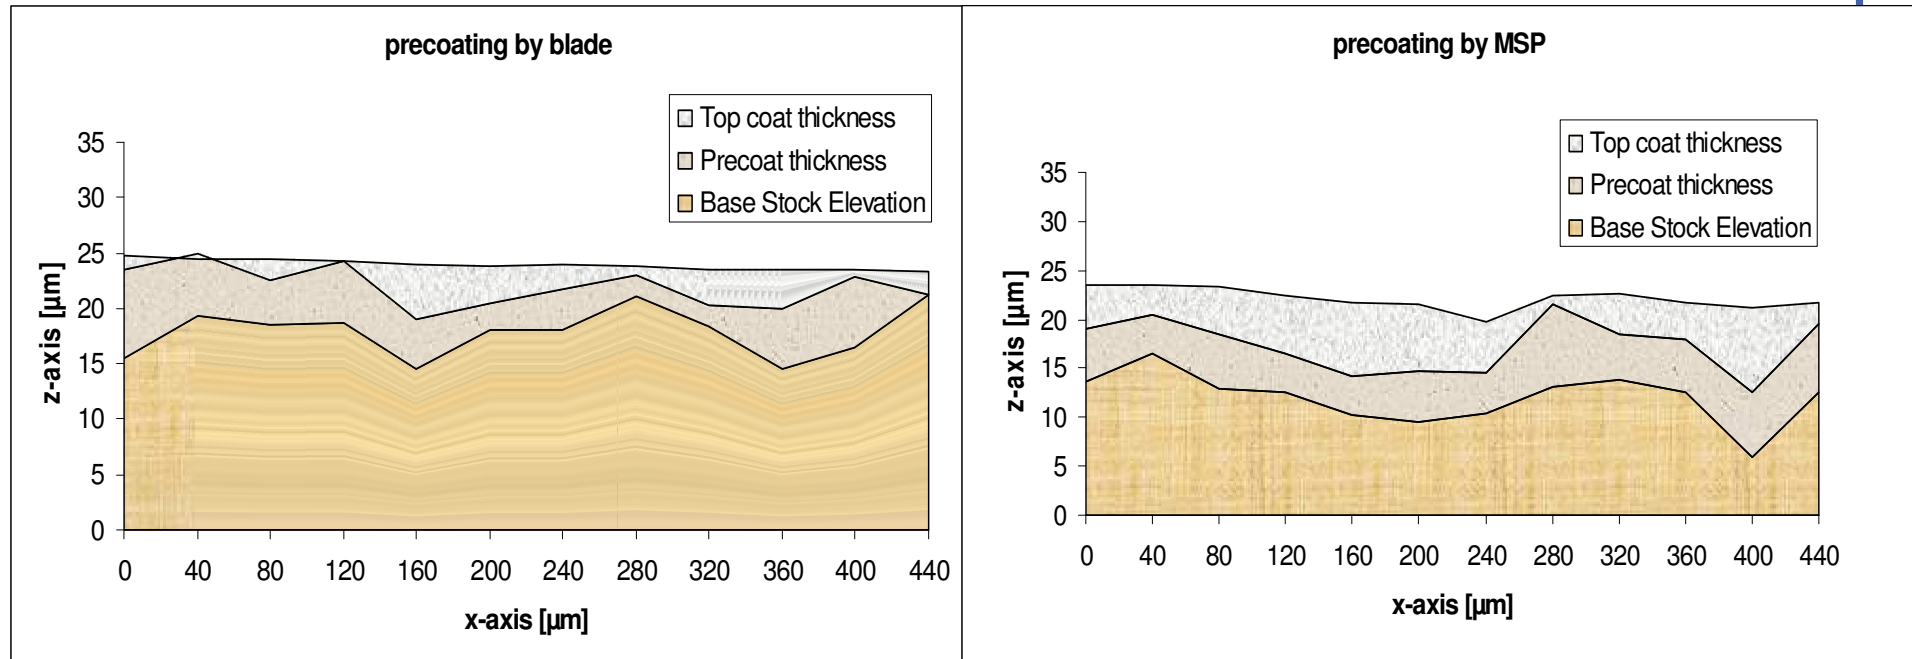 precoating by blade
Top coat thickness
Precoat thickness
Base Stock Elevation
z-axis [µm]
35
30
25
20
15
10
5
0
0 40 80 120 160 200 240 280 320 360 400 440
x-axis [µm]
precoating by MSP
Top coat thickness
Precoat thickness
Base Stock Elevation
z-axis [µm]
35
30
25
20
15
10
5
0
0 40 80 120 160 200 240 280 320 360 400 440
x-axis [µm]